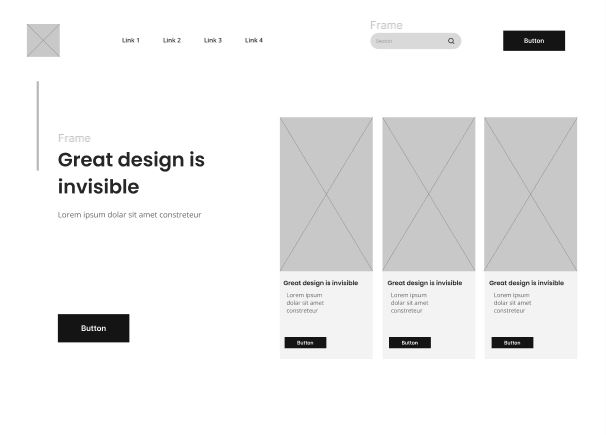 Frame
Link 1
Link 2
Link 3
Link 4
Search
Button
Frame
Great design is
invisible
Lorem ipsum dolar sit amet constreteur
Button
Great design is invisible
Lorem ipsum
dolar sit amet
constreteur
Button
Great design is invisible
Lorem ipsum
dolar sit amet
constreteur
Button
Great design is invisible
Lorem ipsum
dolar sit amet
constreteur
Button